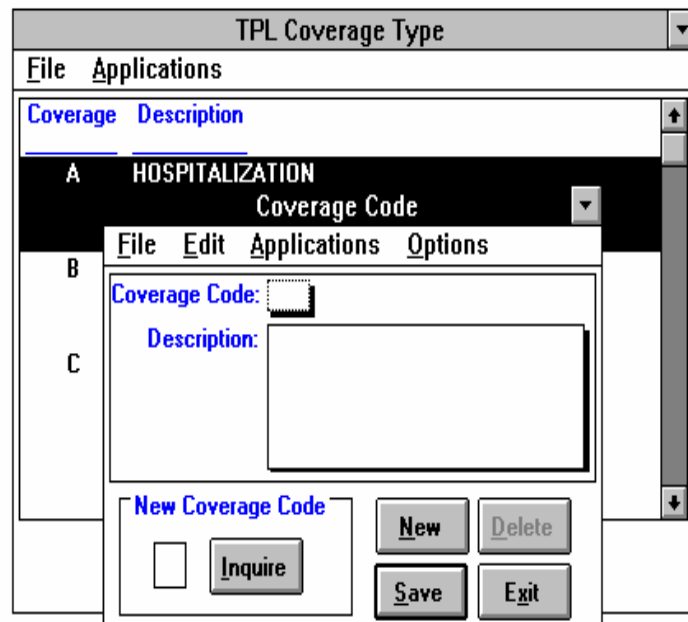 TPL Coverage Type
File Applications
Coverage Description
A HOSPITALIZATION
Coverage Code
File Edit Applications Options
B
Coverage Code:
Description:
C
New Coverage Code
Inquire
New Delete
Save Exit